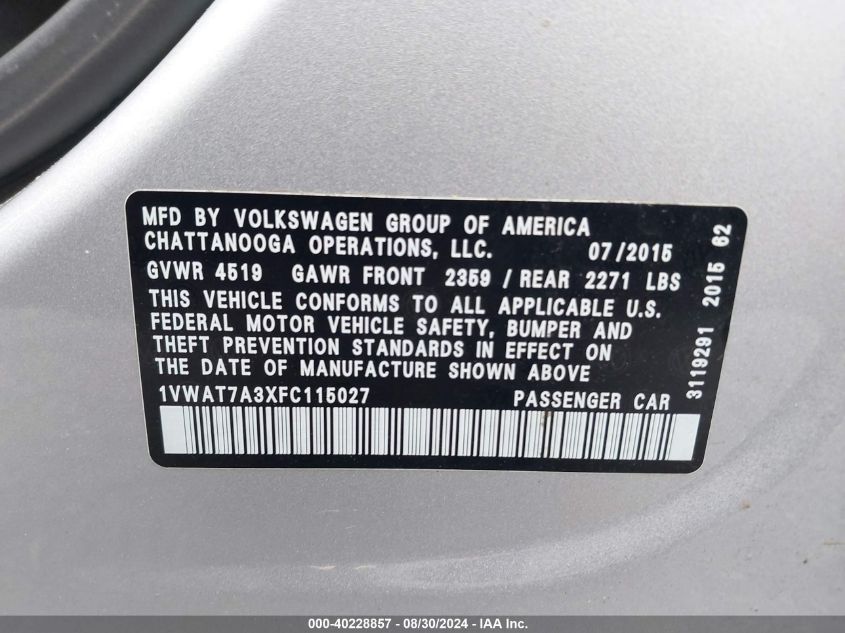 MFD BY VOLKSWAGEN GROUP OF AMERICA
CHATTANOOGA OPERATIONS, LLC. 07/2015
GVWR 4519 GAWR FRONT 2359 / REAR 2271 LBS
THIS VEHICLE CONFORMS TO ALL APPLICABLE U.S.
FEDERAL MOTOR VEHICLE SAFETY, BUMPER AND
THEFT PREVENTION STANDARDS IN EFFECT ON
THE DATE OF MANUFACTURE SHOWN ABOVE
1VWAT7A3XFC115027 PASSENGER CAR
3119291 2015 62
000-40228857 - 08/30/2024 - IAA Inc.